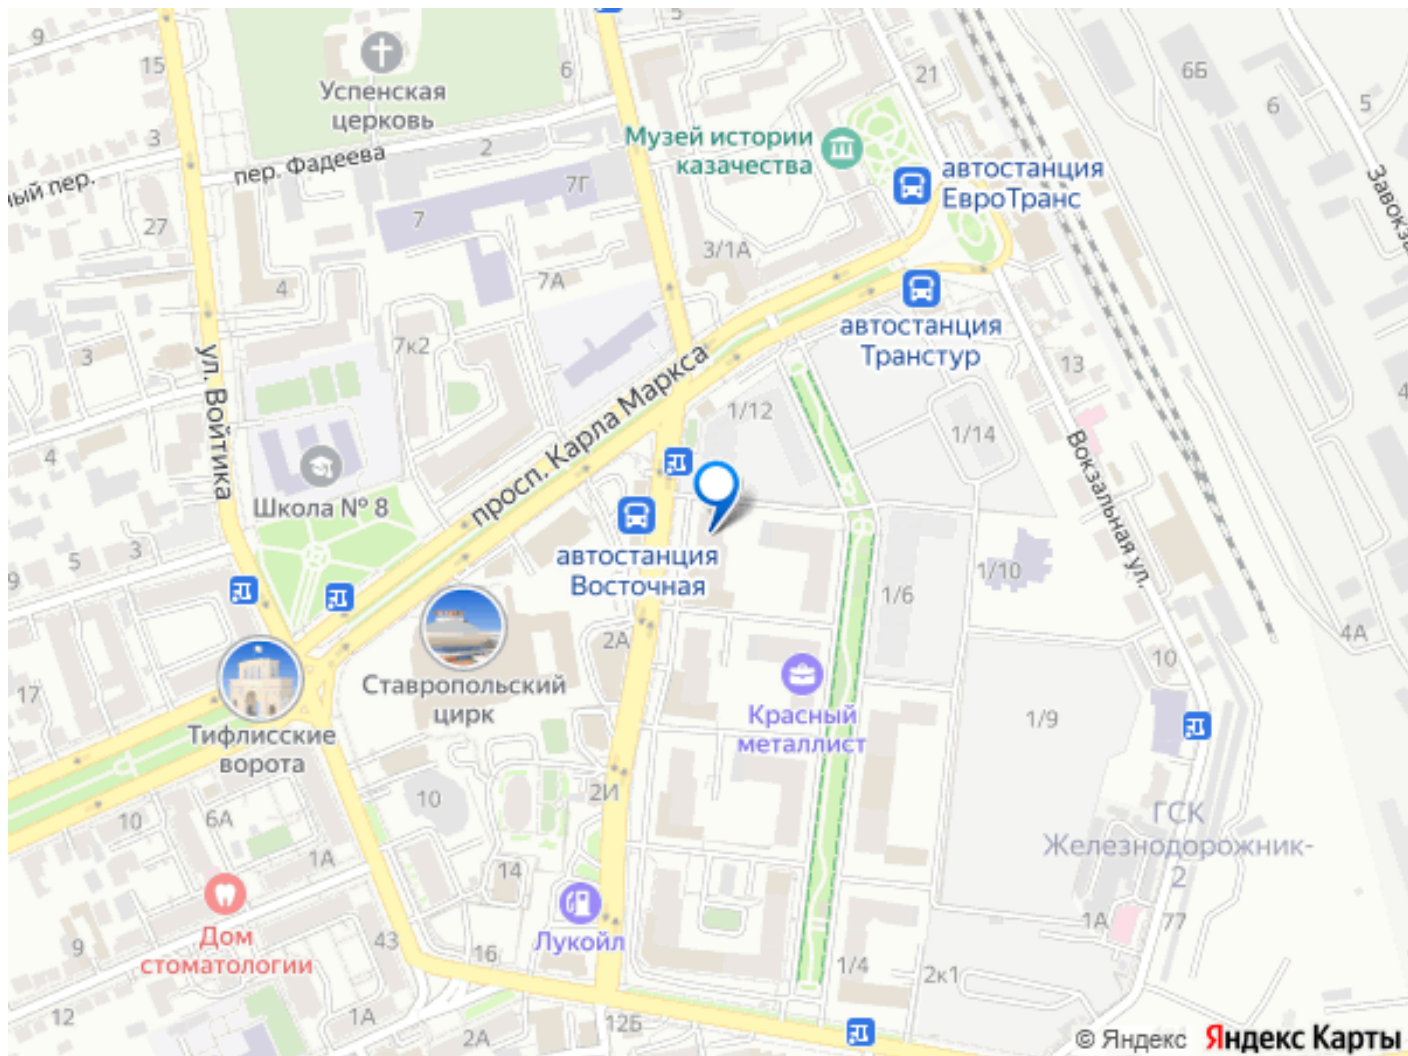 9
15
3
Успенская
церковь
6
5
21
6Б
6
5
пер. Фадеева
2
7Г
7
Музей истории
казачества
автостанция
ЕвроТранс
ный пер.
27
4
3
7А
7к2
3/1А
автостанция
Транстур
13
ул. Войтика
просп. Карла Маркса
1/12
1/14
Вокзальная ул.
4
5
9
Школа № 8
автостанция
Восточная
1/10
1/6
4А
2А
Ставропольский
цирк
17
Тифлисские
ворота
Красный
металлист
1/9
10
10
6А
1А
10
2И
14
ГСК
Железнодорожник-
2
Дом
стоматологии
9
43
16
Лукойл
1А
77
1/4
2к1
12
1А
2А
12Б
© Яндекс Яндекс Карты